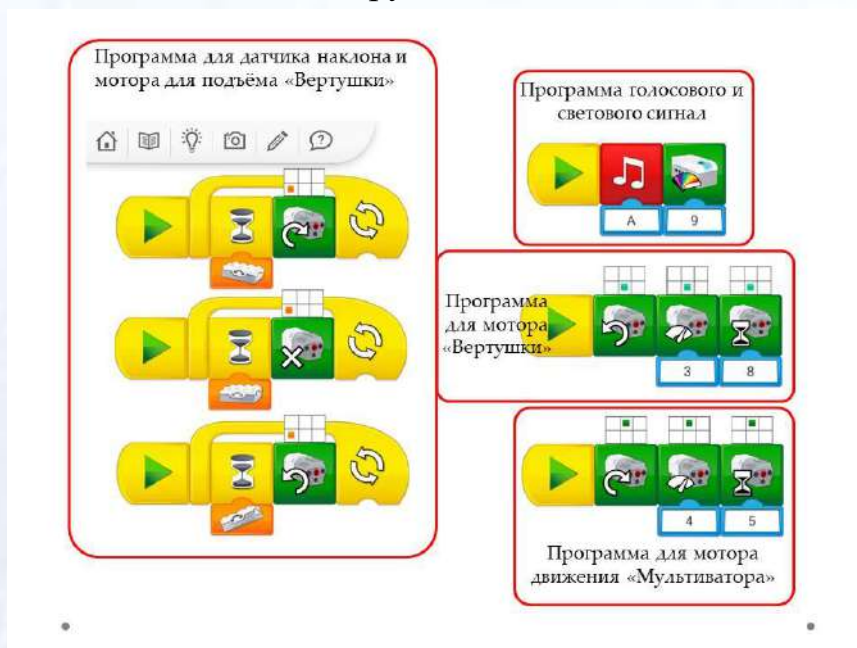 Программа для датчика наклона и
мотора для подъёма «Вертушки»
Программа голосового и
светового сигнал
A 9
Программа
для мотора
«Вертушки»
3 8
4 5
Программа для мотора
движения «Мультиватора»